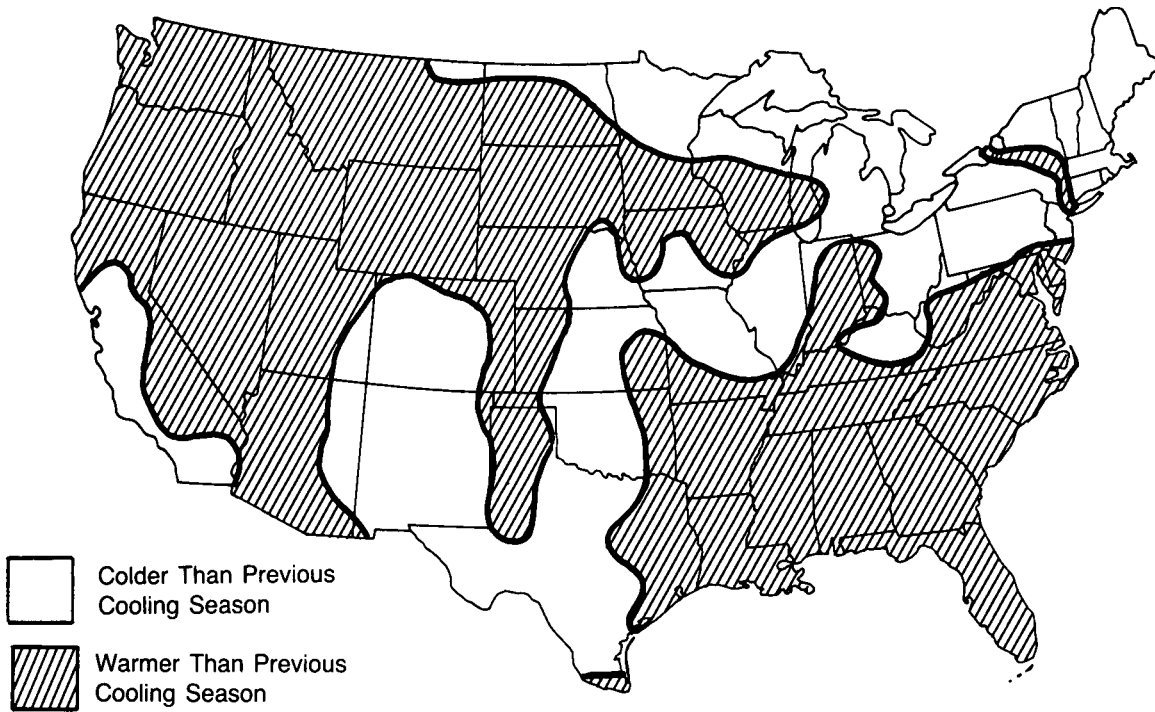 Colder Than Previous
Cooling Season
Warmer Than Previous
Cooling Season